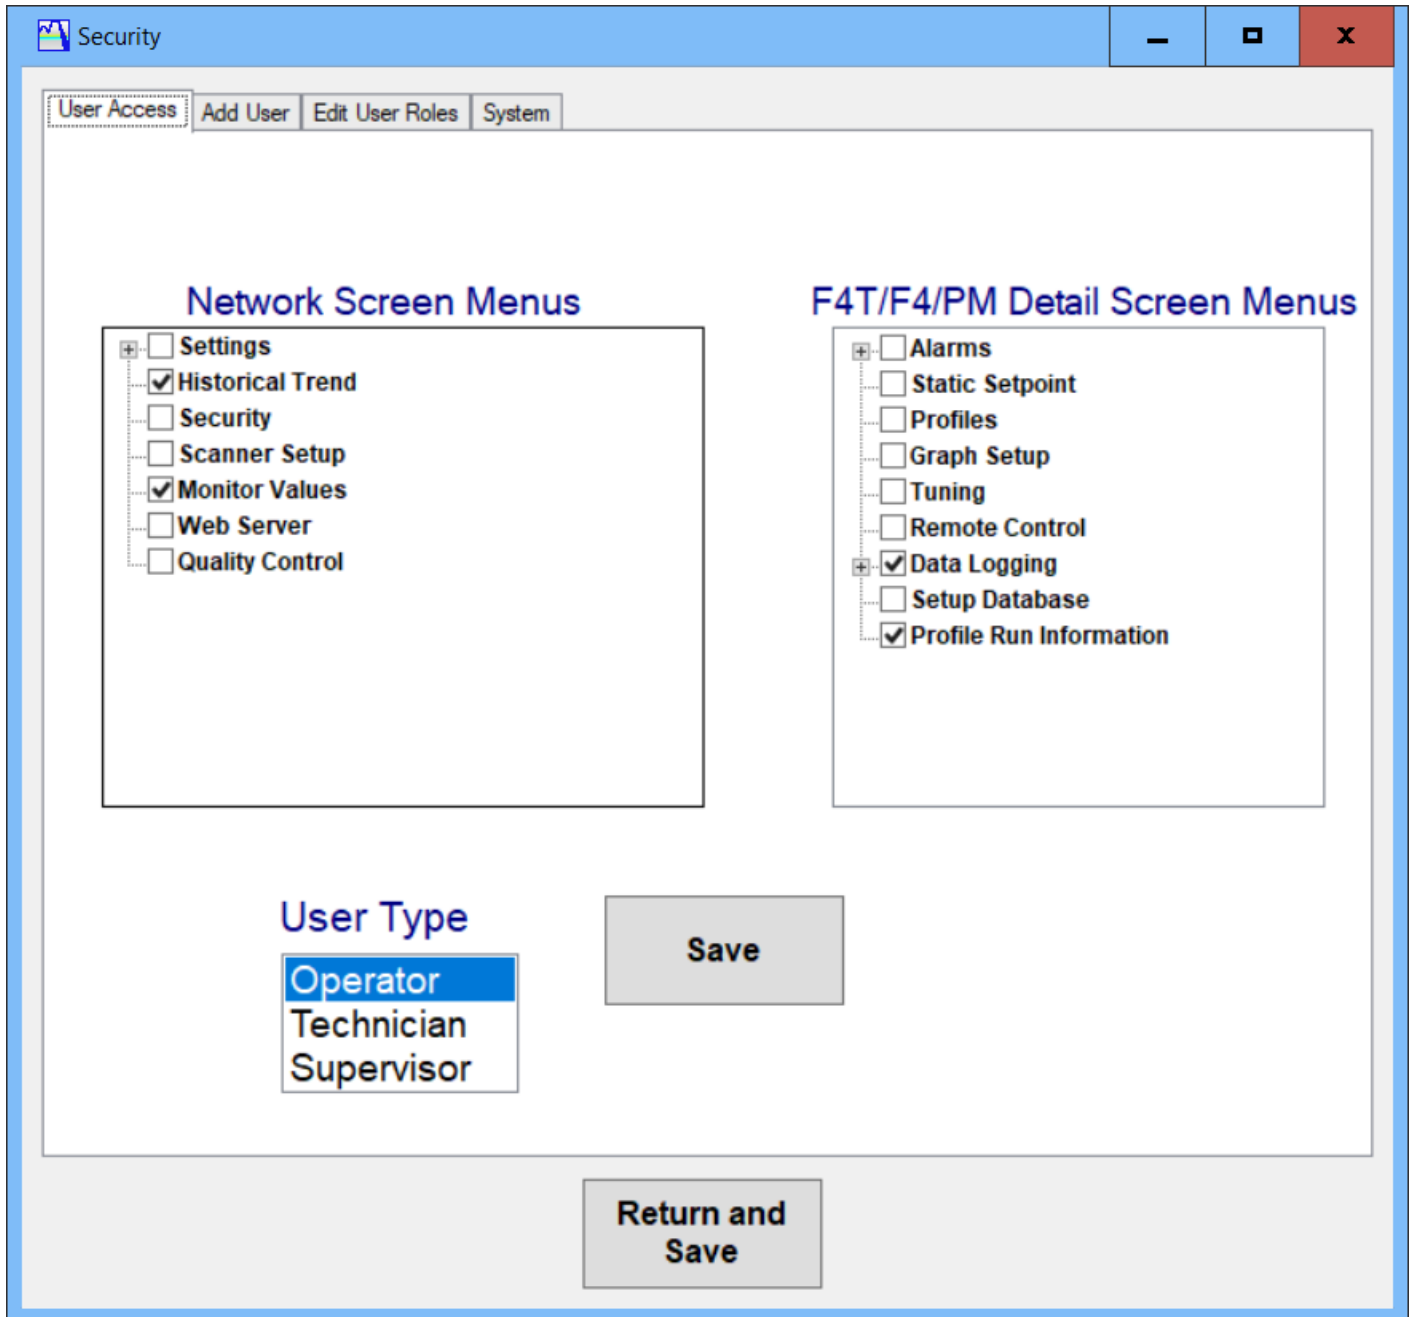 Security
User Access
Add User
Edit User Roles
System
Network Screen Menus
Settings
Historical Trend
Security
Scanner Setup
Monitor Values
Web Server
Quality Control
F4T/F4/PM Detail Screen Menus
Alarms
Static Setpoint
Profiles
Graph Setup
Tuning
Remote Control
Data Logging
Setup Database
Profile Run Information
User Type
Operator
Technician
Supervisor
Save
Return and
Save